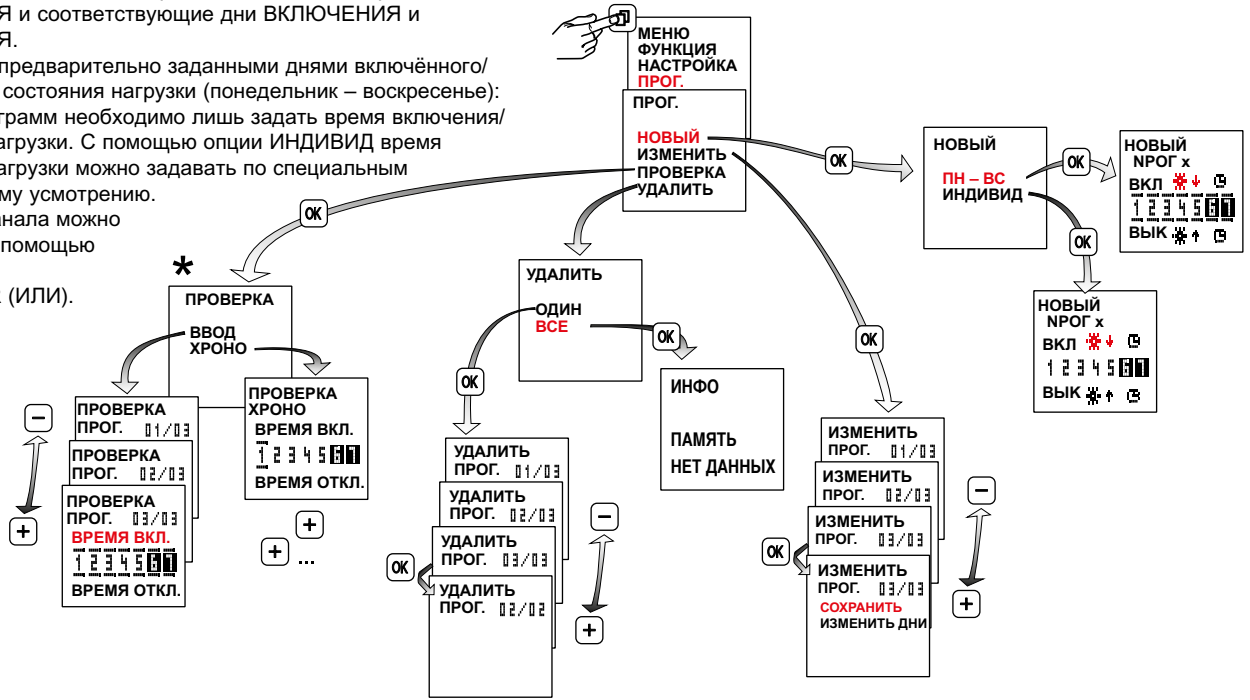 Я и соответствующие дни ВКЛЮЧЕНИЯ и
Я.
предварительно заданными днями включённого/
состояния нагрузки (понедельник – воскресенье):
грамм необходимо лишь задать время включения/
агрузки. С помощью опции ИНДИВИД время
агрузки можно задавать по специальным
му усмотрению.
анала можно
помощью
(ИЛИ).
МЕНЮ
ФУНКЦИЯ
НАСТРОЙКА
ПРОГ.
ПРОГ.
НОВЫЙ
ИЗМЕНИТЬ
ПРОВЕРКА
УДАЛИТЬ
OK
НОВЫЙ
ПН – ВС
ИНДИВИД
OK
НОВЫЙ
NРОГ x
ВКЛ
1 2 3 4 5 6 7
ВЫК
OK
НОВЫЙ
NРОГ x
ВКЛ
1 2 3 4 5 6 7
ВЫК
OK
*
ПРОВЕРКА
ВВОД
ХРОНО
ПРОВЕРКА
ПРОГ. 01/03
ПРОВЕРКА
ПРОГ. 02/03
ПРОВЕРКА
ПРОГ. 03/03
ВРЕМЯ ВКЛ.
1 2 3 4 5 6 7
ВРЕМЯ ОТКЛ.
–
+
ПРОВЕРКА
ХРОНО
ВРЕМЯ ВКЛ.
1 2 3 4 5 6 7
ВРЕМЯ ОТКЛ.
+
+ ...
УДАЛИТЬ
ОДИН
ВСЕ
OK
OK
ИНФО
ПАМЯТЬ
НЕТ ДАННЫХ
УДАЛИТЬ
ПРОГ. 01/03
УДАЛИТЬ
ПРОГ. 02/03
УДАЛИТЬ
ПРОГ. 03/03
OK
УДАЛИТЬ
ПРОГ. 02/02
–
+
OK
ИЗМЕНИТЬ
ПРОГ. 01/03
ИЗМЕНИТЬ
ПРОГ. 02/03
ИЗМЕНИТЬ
ПРОГ. 03/03
OK
ИЗМЕНИТЬ
ПРОГ. 03/03
СОХРАНИТЬ
ИЗМЕНИТЬ ДНИ
–
+